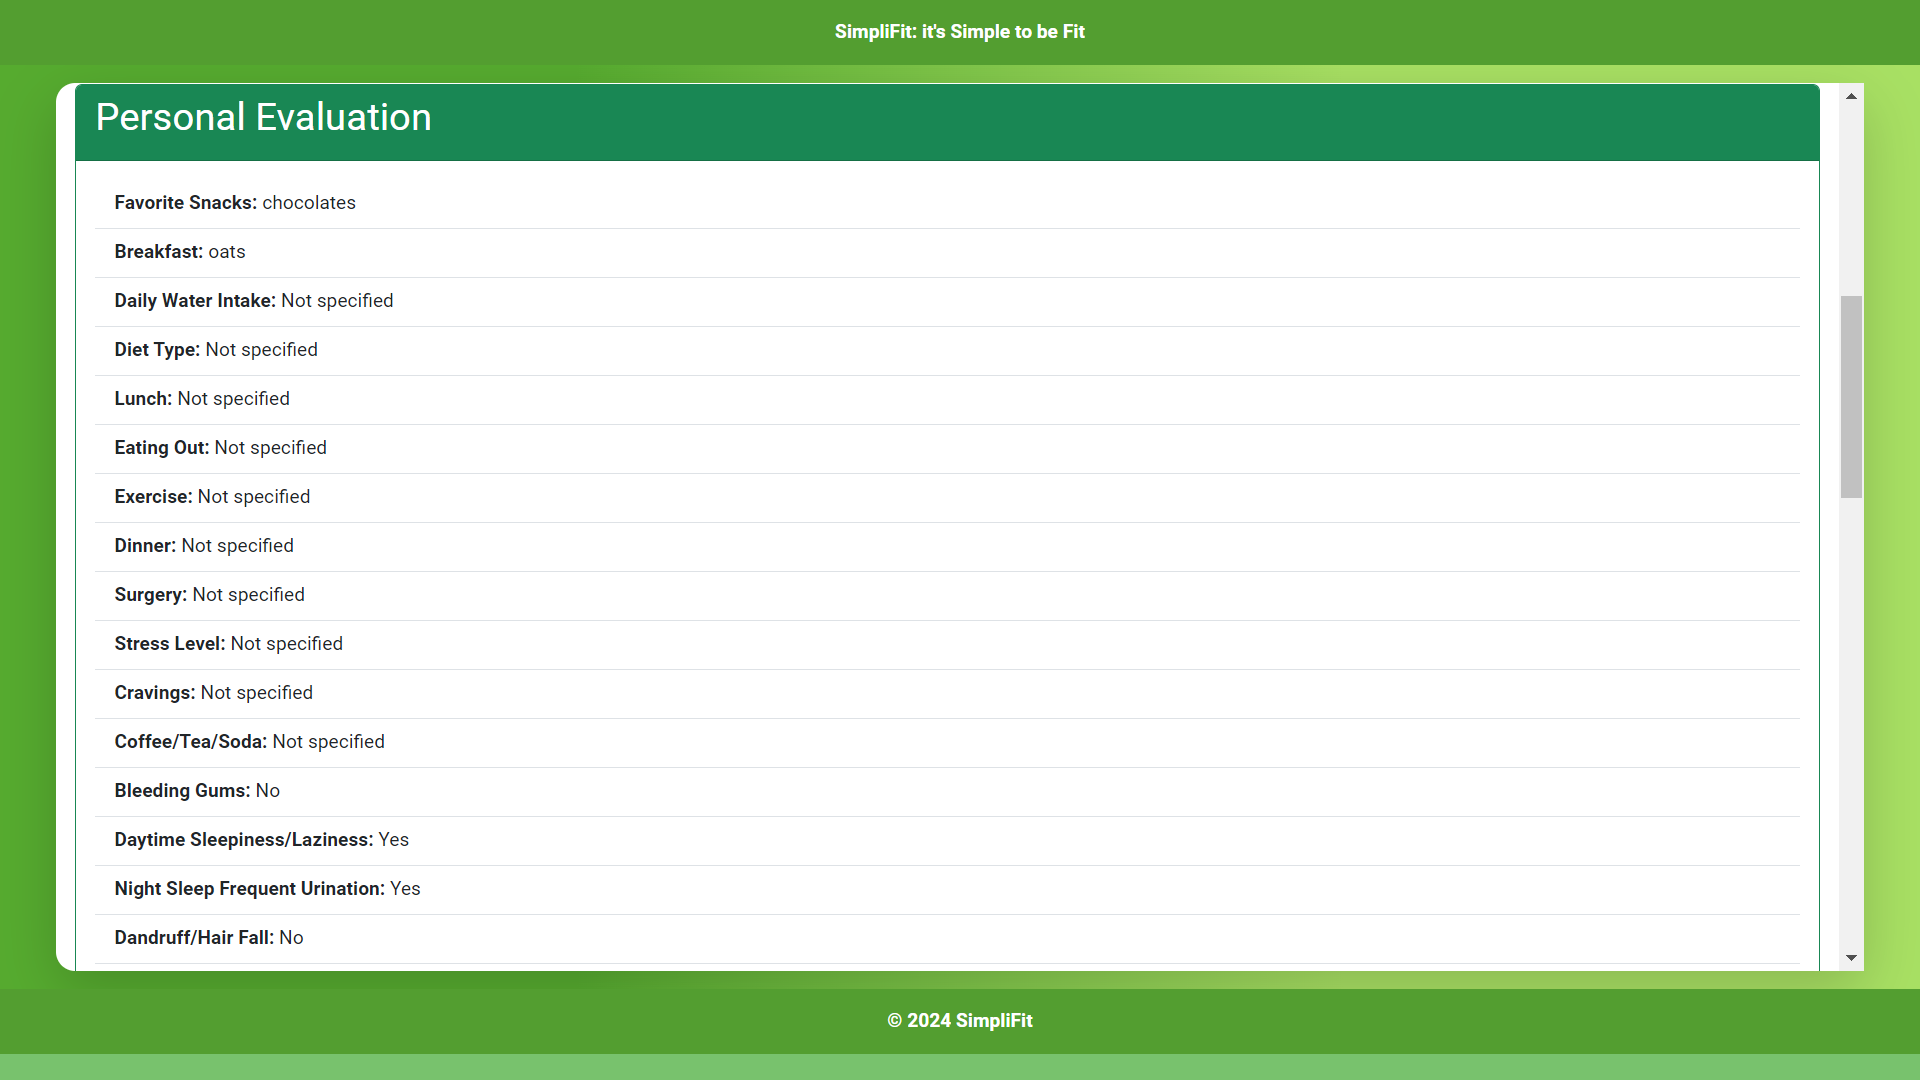 SimpliFit: it's Simple to be Fit
Personal Evaluation
Favorite Snacks: chocolates
Breakfast: oats
Daily Water Intake: Not specified
Diet Type: Not specified
Lunch: Not specified
Eating Out: Not specified
Exercise: Not specified
Dinner: Not specified
Surgery: Not specified
Stress Level: Not specified
Cravings: Not specified
Coffee/Tea/Soda: Not specified
Bleeding Gums: No
Daytime Sleepiness/Laziness: Yes
Night Sleep Frequent Urination: Yes
Dandruff/Hair Fall: No
© 2024 SimpliFit